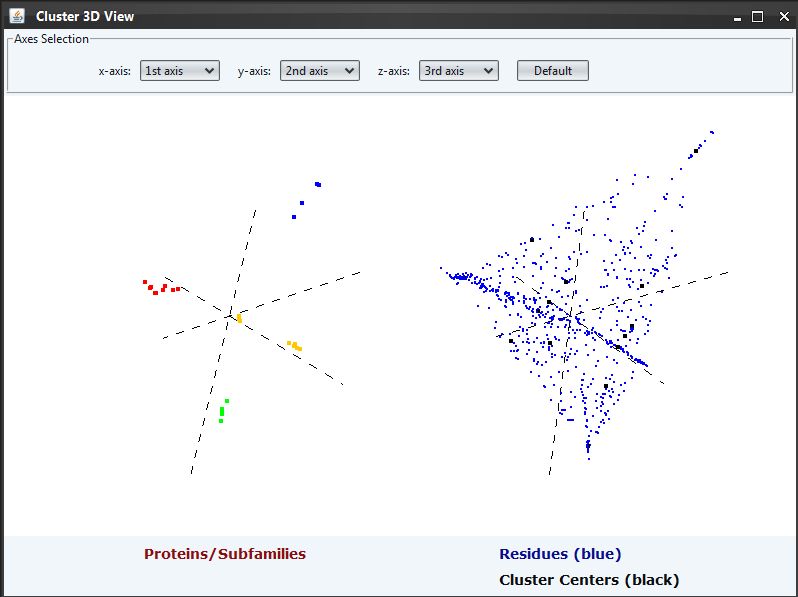 Cluster 3D View
Axes Selection
x-axis: 1st axis y-axis: 2nd axis z-axis: 3rd axis Default
Proteins/Subfamilies Residues (blue)
Cluster Centers (black)